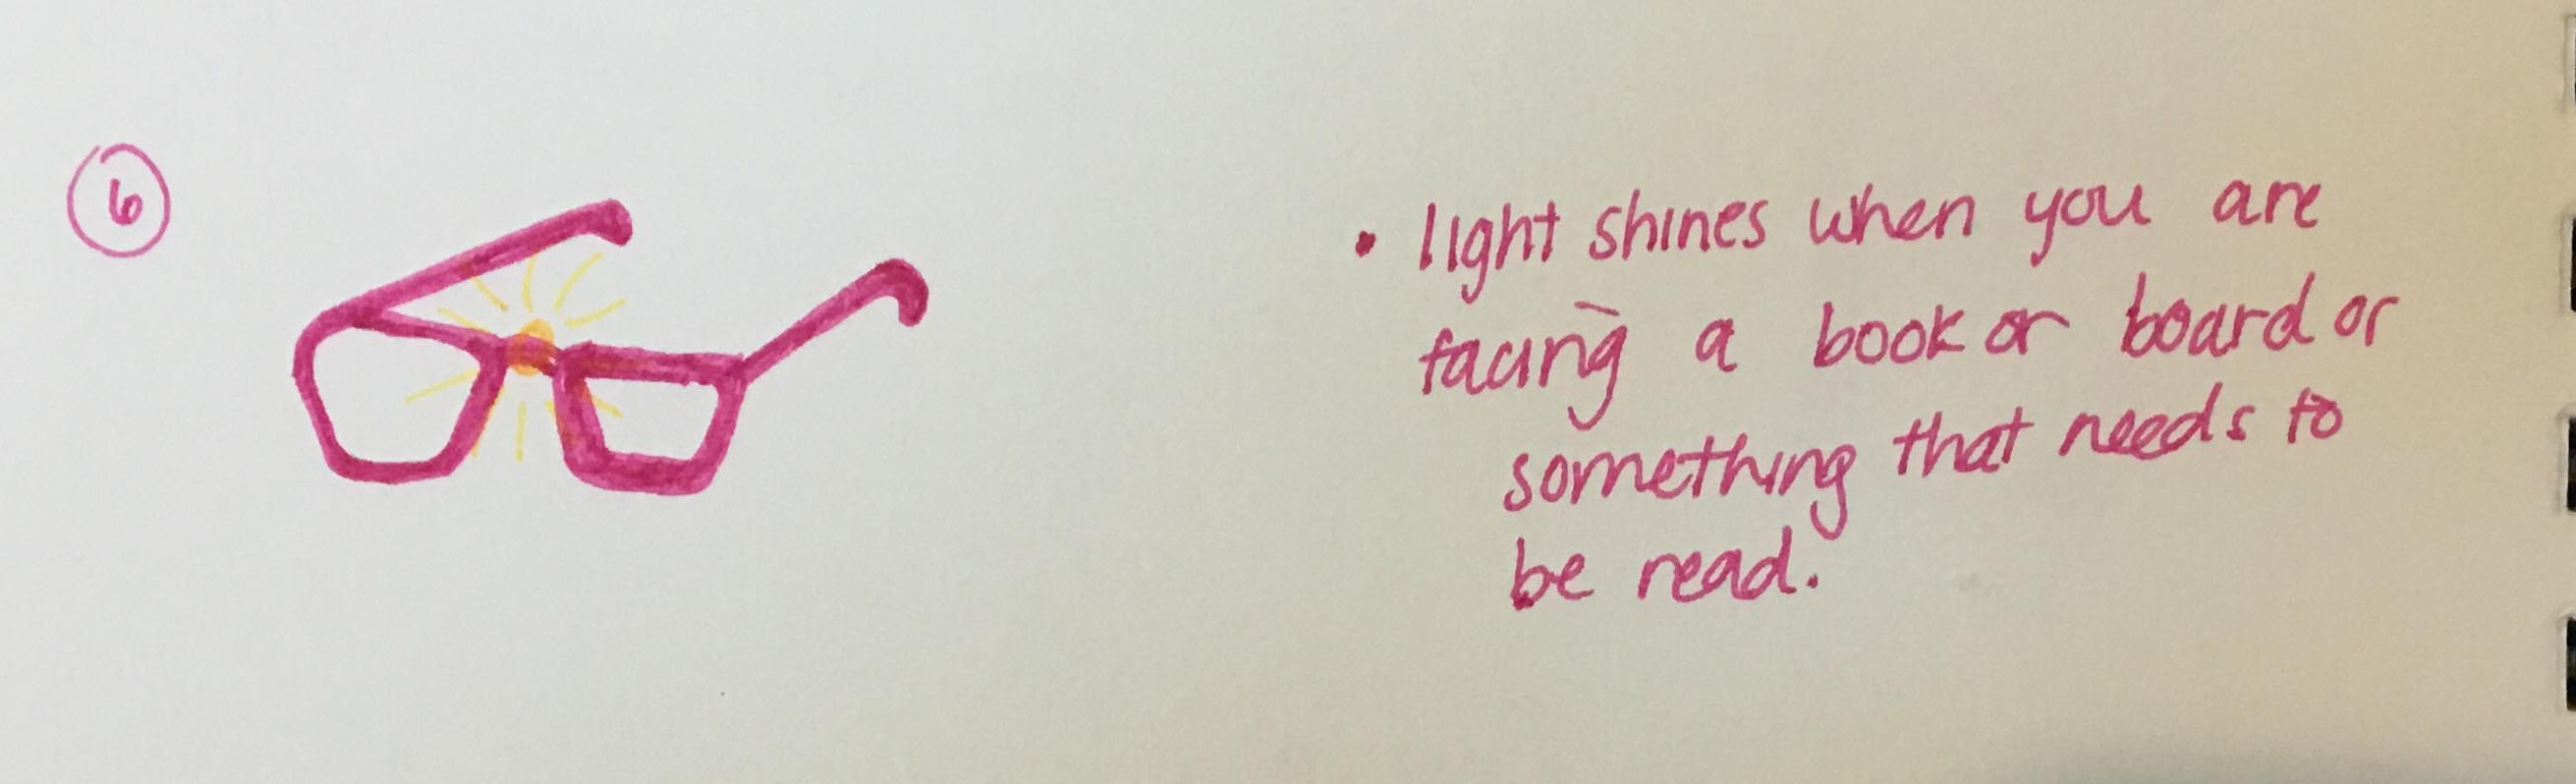 6
• light shines when you are
facing a book or board or
something that needs to
be read.